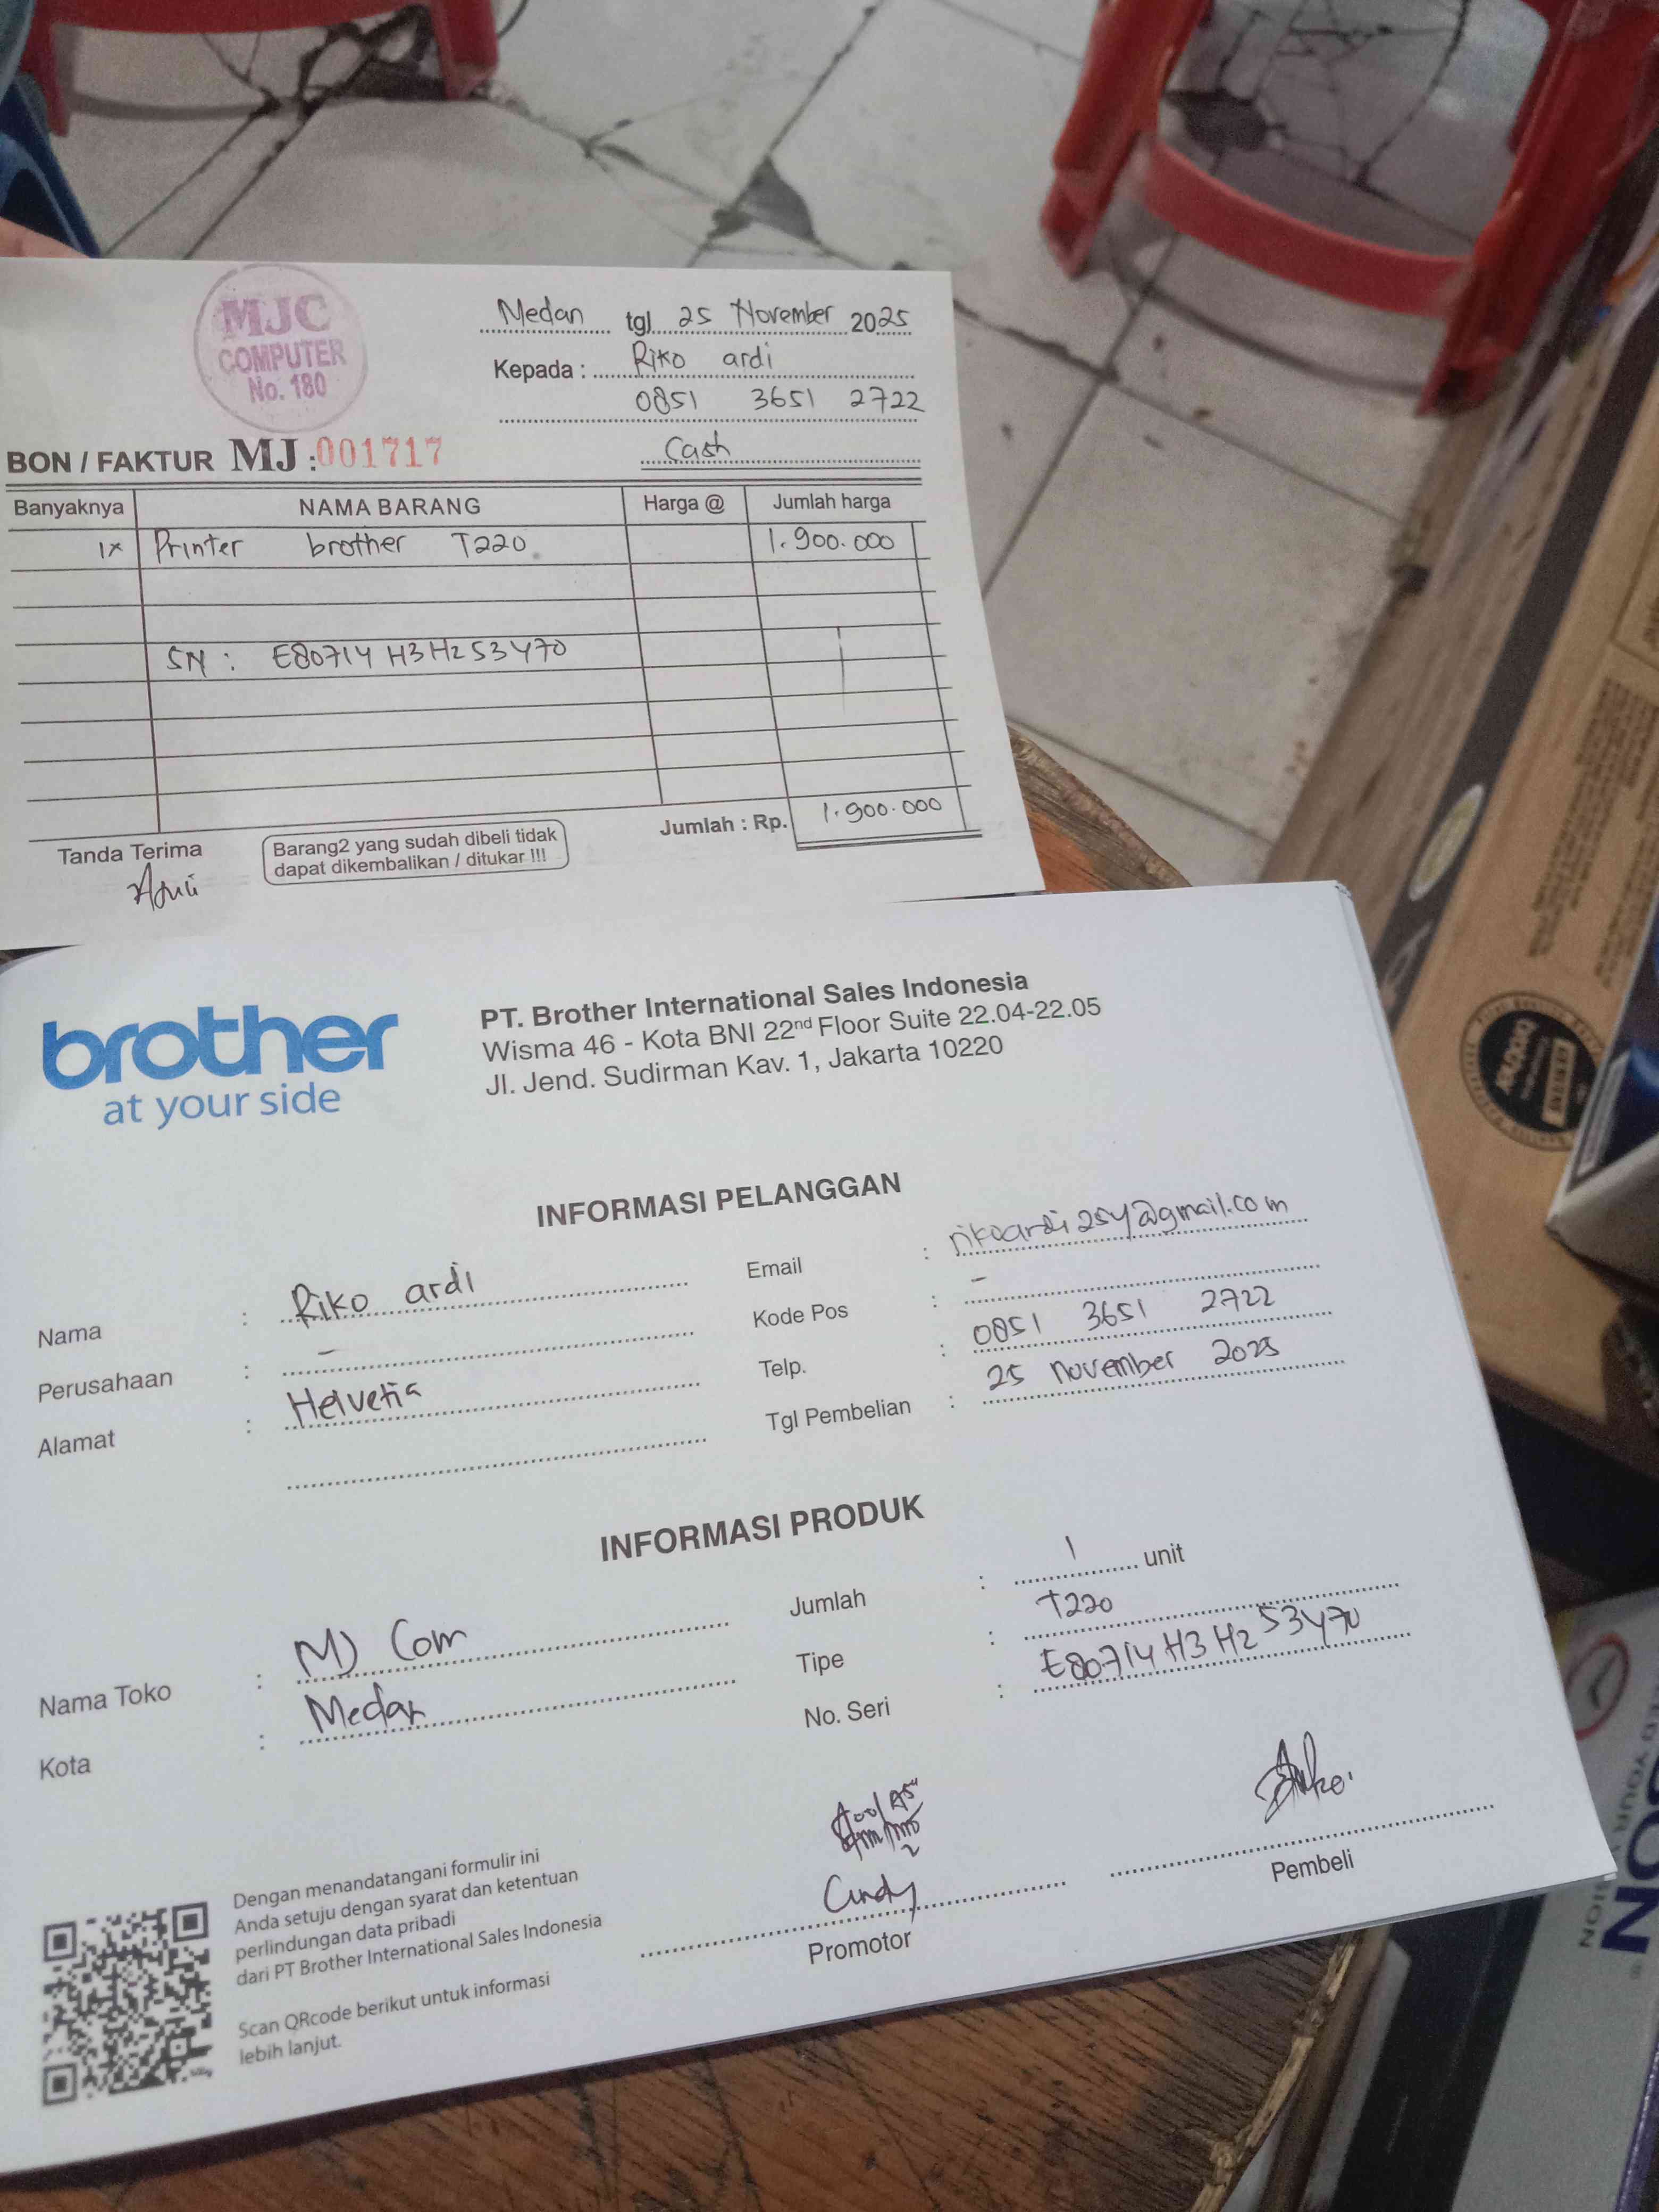 MJC
COMPUTER
No. 180
Medan tgl 25 November 2025
Kepada : Riko ardi
0851 3651 2722
Cash
BON / FAKTUR MJ :001717
Banyaknya NAMA BARANG Harga @ Jumlah harga
1x Printer brother T220 1.900.000
SN : E80714H3H253470
Jumlah : Rp. 1.900.000
Tanda Terima
Barang2 yang sudah dibeli tidak
dapat dikembalikan / ditukar !!!
brother
at your side
PT. Brother International Sales Indonesia
Wisma 46 - Kota BNI 22nd Floor Suite 22.04-22.05
Jl. Jend. Sudirman Kav. 1, Jakarta 10220
INFORMASI PELANGGAN
Nama : Riko ardi
Perusahaan : -
Alamat : Helvetia
Email : rikoardi254@gmail.com
Kode Pos : -
Telp. : 0851 3651 2722
Tgl Pembelian : 25 november 2025
INFORMASI PRODUK
Nama Toko : MJ Com
Kota : Medan
Jumlah : 1 unit
Tipe : T220
No. Seri : E80714H3H253470
Dengan menandatangani formulir ini
Anda setuju dengan syarat dan ketentuan
perlindungan data pribadi
dari PT Brother International Sales Indonesia
Scan QRcode berikut untuk informasi
lebih lanjut.
Cindy
Promotor
Pembeli